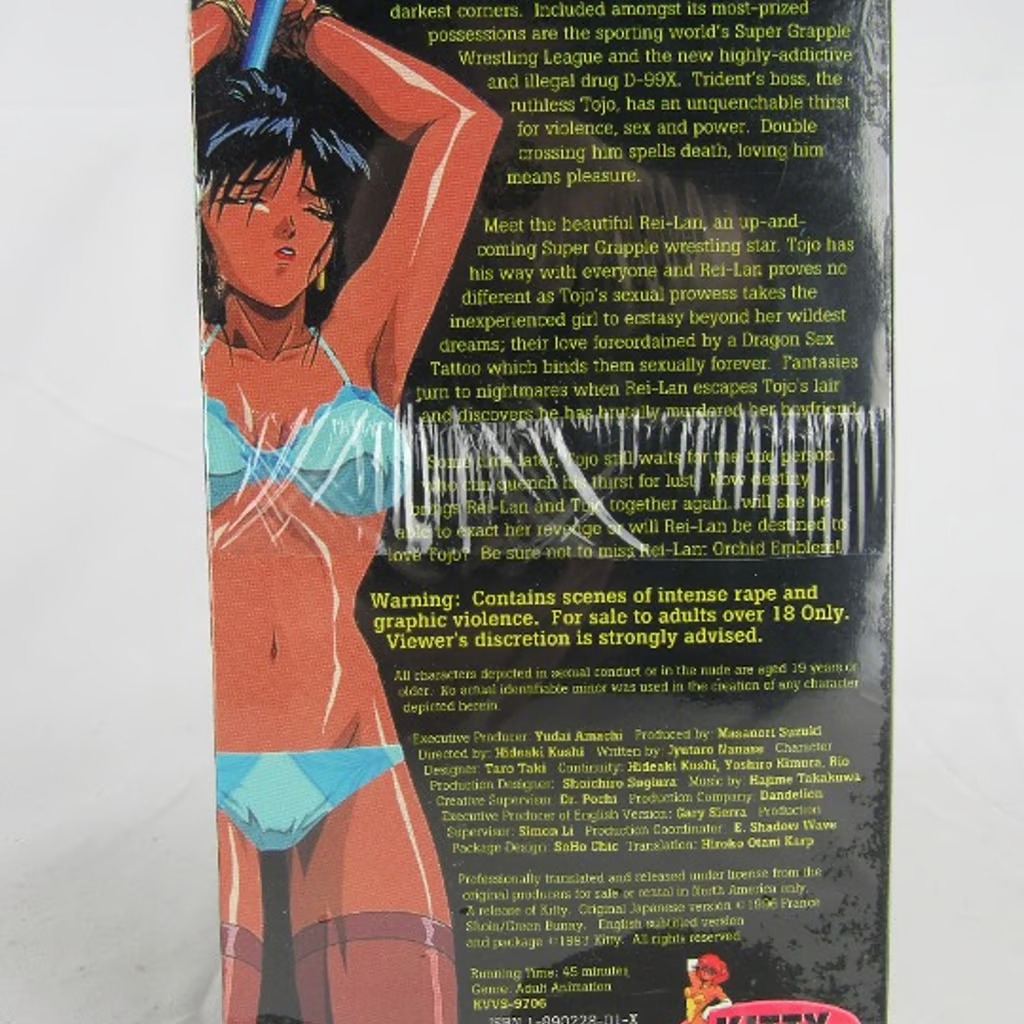 darkest corners. Included amongst its most-prized
possessions are the sporting world's Super Grapple
Wrestling League and the new highly-addictive
and illegal drug D-99X. Trident's boss, the
ruthless Tojo, has an unquenchable thirst
for violence, sex and power. Double
crossing him spells death, loving him
means pleasure.
Meet the beautiful Rei-Lan, an up-and-
coming Super Grapple wrestling star. Tojo has
his way with everyone and Rei-Lan proves no
different as Tojo's sexual prowess takes the
inexperienced girl to ecstasy beyond her wildest
dreams; their love foreordained by a Dragon Sex
Tattoo which binds them sexually forever. Fantasies
turn to nightmares when Rei-Lan escapes Tojo's lair
and discovers he has brutally murdered her boyfriend.
Some time later, Tojo still waits for the one person
who can quench his thirst for lust. Now destiny
brings Rei-Lan and Tojo together again, will she be
able to exact her revenge or will Rei-Lan be destined to
love Tojo? Be sure not to miss Rei-Lan: Orchid Emblem!
Warning: Contains scenes of intense rape and
graphic violence. For sale to adults over 18 Only.
Viewer's discretion is strongly advised.
All characters depicted in sexual conduct or in the nude are aged 19 years or
older. No actual identifiable minor was used in the creation of any character
depicted herein.
Executive Producer: Yudai Amachi Produced by: Masanori Suzuki
Directed by: Hideaki Kushi Written by: Jyutaro Nanase Character
Designer: Taro Taki Continuity: Hideaki Kushi, Yoshiro Kimura, Rio
Production Designer: Shoichiro Sugiura Music by: Hajime Takakuwa
Creative Supervisor: Dr. Pochi Production Company: Dandelion
Executive Producer of English Version: Gary Sierra Production
Supervisor: Simon Li Production Coordinator: E. Shadow Wave
Package Design: SoHo Chic Translation: Hiroko Otani Karp
Professionally translated and released under license from the
original producers for sale or rental in North America only.
A release of Kitty. Original Japanese version © 1996 France
Shoin/Green Bunny. English subtitled version
and package ©1997 Kitty. All rights reserved.
Running Time: 45 minutes
Genre: Adult Animation
KVVS-9706
ISBN 1-890228-01-X
KITTY